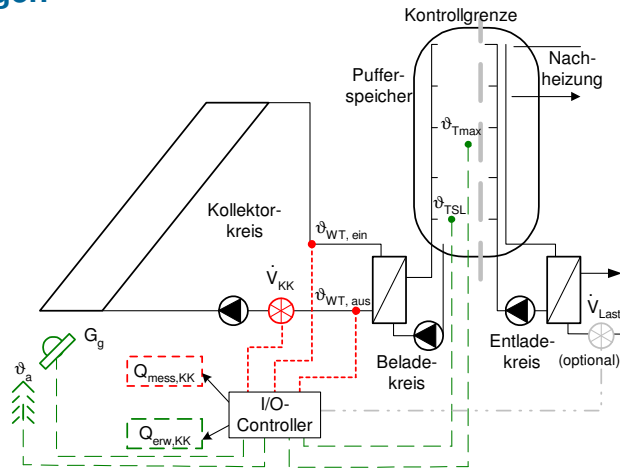 gen
Kontrollgrenze
Puffer-
speicher
Nach-
heizung
ϑTmax
ϑTSL
Kollektor-
kreis
ϑWT, ein
V̇KK
ϑWT, aus
V̇Last
(optional)
Belade-
kreis
Entlade-
kreis
Gg
ϑa
Qmess,KK
Qerw,KK
I/O-
Controller